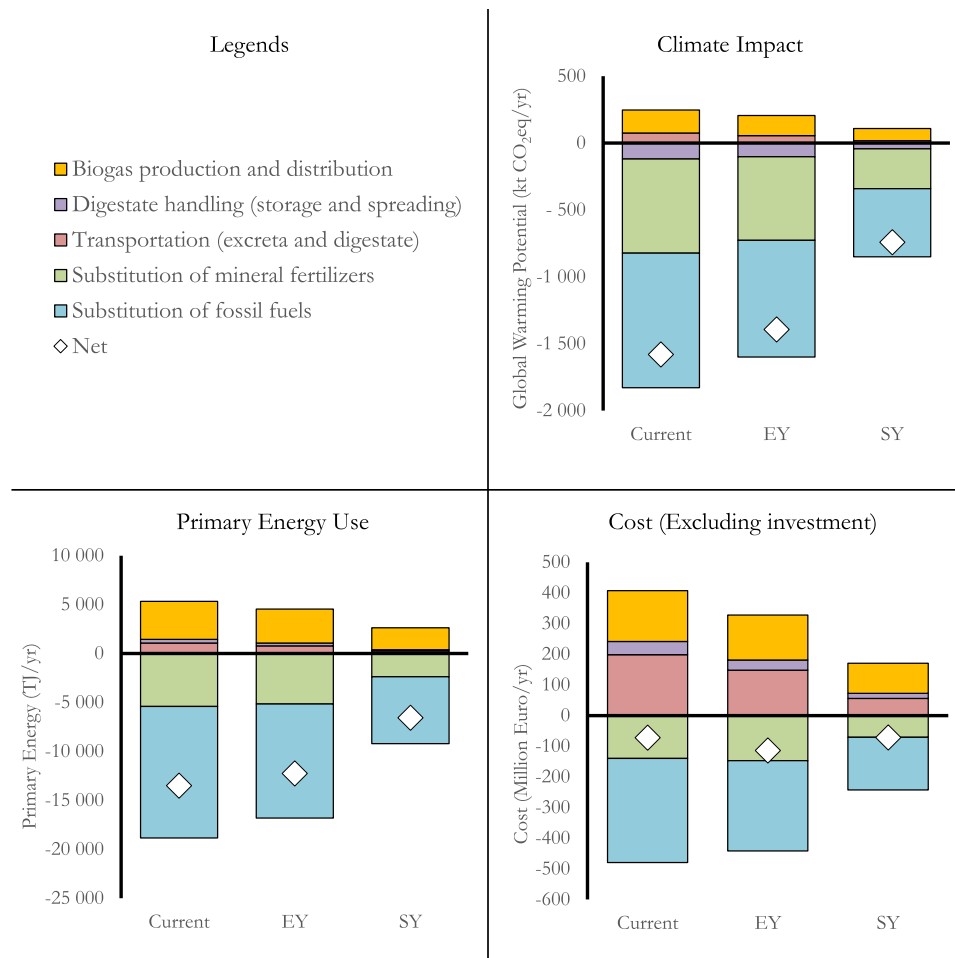 Legends
Biogas production and distribution
Digestate handling (storage and spreading)
Transportation (excreta and digestate)
Substitution of mineral fertilizers
Substitution of fossil fuels
Net
Climate Impact
Global Warming Potential (kt CO₂eq/yr)
500
0
- 500
-1 000
-1 500
-2 000
Current EY SY
Primary Energy Use
Primary Energy (TJ/yr)
10 000
5 000
0
-5 000
-10 000
-15 000
-20 000
-25 000
Current EY SY
Cost (Excluding investment)
Cost (Million Euro/yr)
500
400
300
200
100
0
-100
-200
-300
-400
-500
-600
Current EY SY